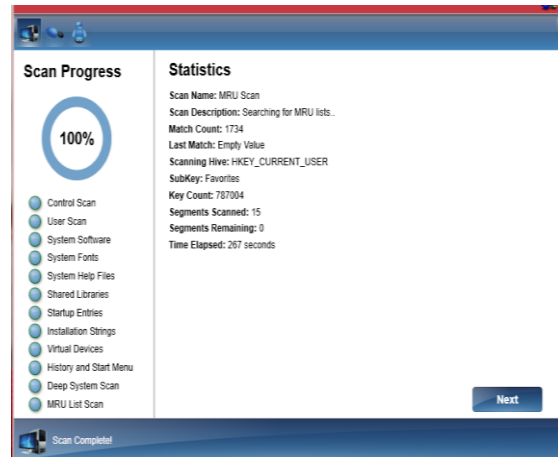 Scan Progress
100%
Control Scan
User Scan
System Software
System Fonts
System Help Files
Shared Libraries
Startup Entries
Installation Strings
Virtual Devices
History and Start Menu
Deep System Scan
MRU List Scan
Statistics
Scan Name: MRU Scan
Scan Description: Searching for MRU lists..
Match Count: 1734
Last Match: Empty Value
Scanning Hive: HKEY_CURRENT_USER
SubKey: Favorites
Key Count: 787004
Segments Scanned: 15
Segments Remaining: 0
Time Elapsed: 267 seconds
Next
Scan Complete!